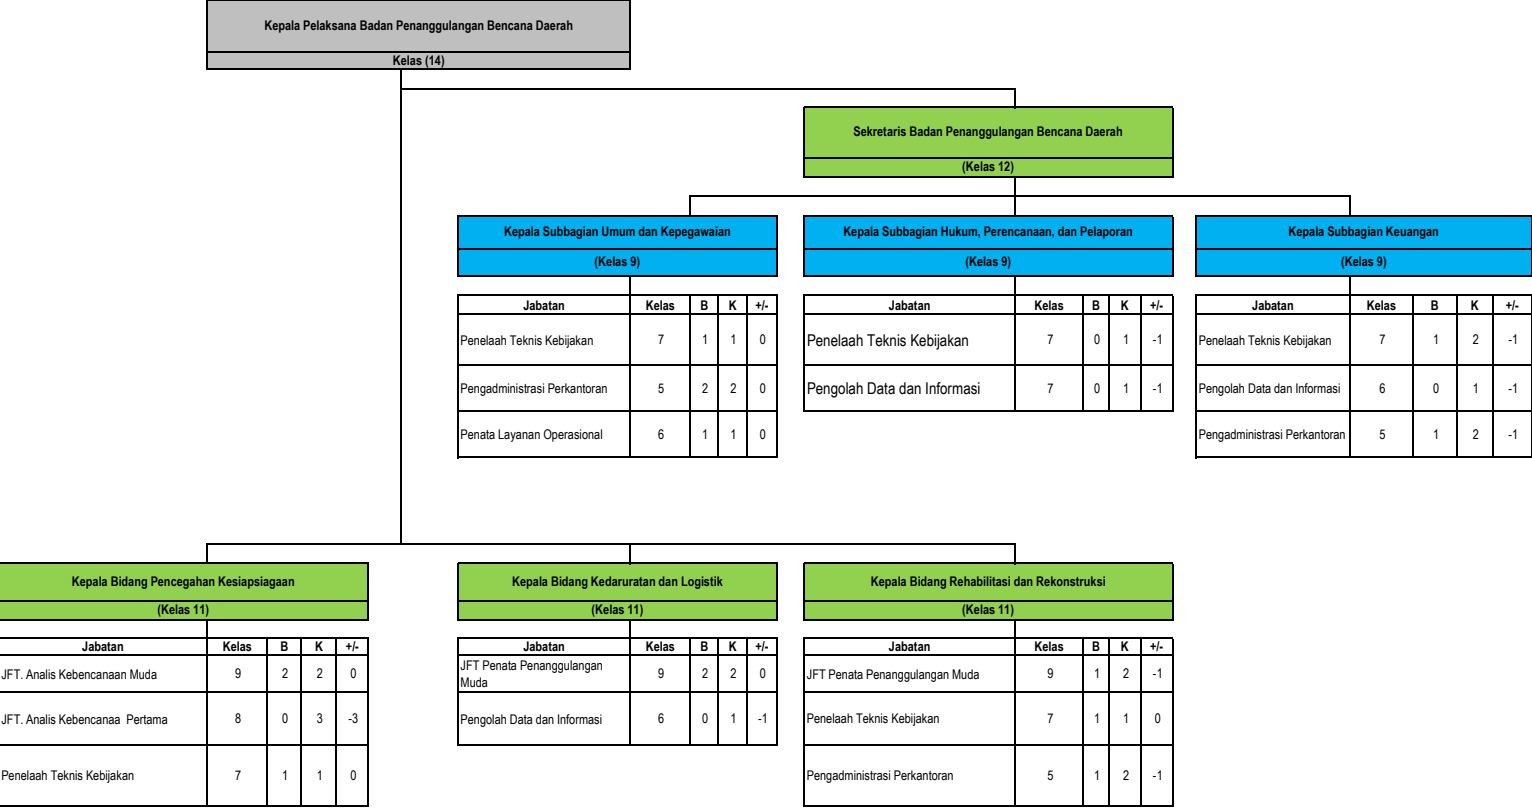 Kepala Pelaksana Badan Penanggulangan Bencana Daerah
Kelas (14)
Sekretaris Badan Penanggulangan Bencana Daerah
(Kelas 12)
Kepala Subbagian Umum dan Kepegawaian
(Kelas 9)
Jabatan Kelas B K +/-
Penelaah Teknis Kebijakan 7 1 1 0
Pengadministrasi Perkantoran 5 2 2 0
Penata Layanan Operasional 6 1 1 0
Kepala Subbagian Hukum, Perencanaan, dan Pelaporan
(Kelas 9)
Jabatan Kelas B K +/-
Penelaah Teknis Kebijakan 7 0 1 -1
Pengolah Data dan Informasi 7 0 1 -1
Kepala Subbagian Keuangan
(Kelas 9)
Jabatan Kelas B K +/-
Penelaah Teknis Kebijakan 7 1 2 -1
Pengolah Data dan Informasi 6 0 1 -1
Pengadministrasi Perkantoran 5 1 2 -1
Kepala Bidang Pencegahan Kesiapsiagaan
(Kelas 11)
Jabatan Kelas B K +/-
JFT. Analis Kebencanaan Muda 9 2 2 0
JFT. Analis Kebencanaa Pertama 8 0 3 -3
Penelaah Teknis Kebijakan 7 1 1 0
Kepala Bidang Kedaruratan dan Logistik
(Kelas 11)
Jabatan Kelas B K +/-
JFT Penata Penanggulangan
Muda 9 2 2 0
Pengolah Data dan Informasi 6 0 1 -1
Kepala Bidang Rehabilitasi dan Rekonstruksi
(Kelas 11)
Jabatan Kelas B K +/-
JFT Penata Penanggulangan Muda 9 1 2 -1
Penelaah Teknis Kebijakan 7 1 1 0
Pengadministrasi Perkantoran 5 1 2 -1